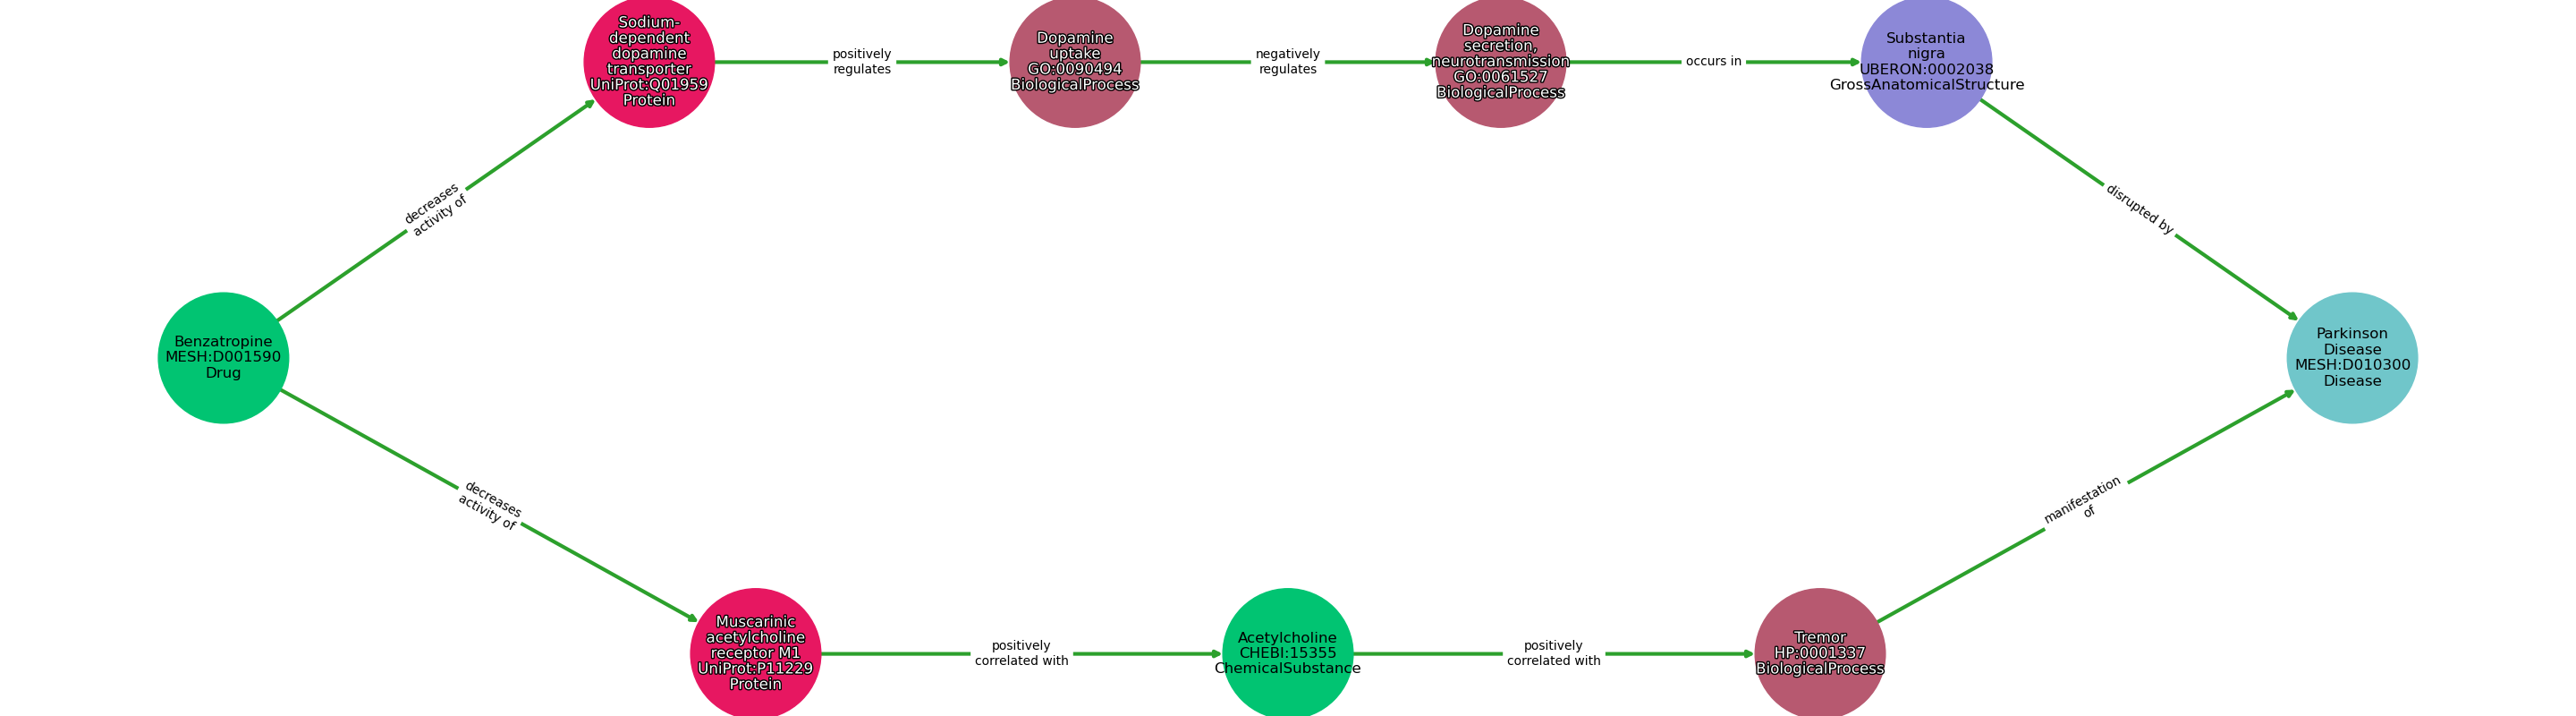 Sodium-
dependent
dopamine
transporter
UniProt:Q01959
Protein
positively
regulates
Dopamine
uptake
GO:0090494
BiologicalProcess
negatively
regulates
Dopamine
secretion,
neurotransmission
GO:0061527
BiologicalProcess
occurs in
Substantia
nigra
UBERON:0002038
GrossAnatomicalStructure
decreases
activity of
disrupted by
Benzatropine
MESH:D001590
Drug
Parkinson
Disease
MESH:D010300
Disease
decreases
activity of
manifestation
of
Muscarinic
acetylcholine
receptor M1
UniProt:P11229
Protein
positively
correlated with
Acetylcholine
CHEBI:15355
ChemicalSubstance
positively
correlated with
Tremor
HP:0001337
BiologicalProcess